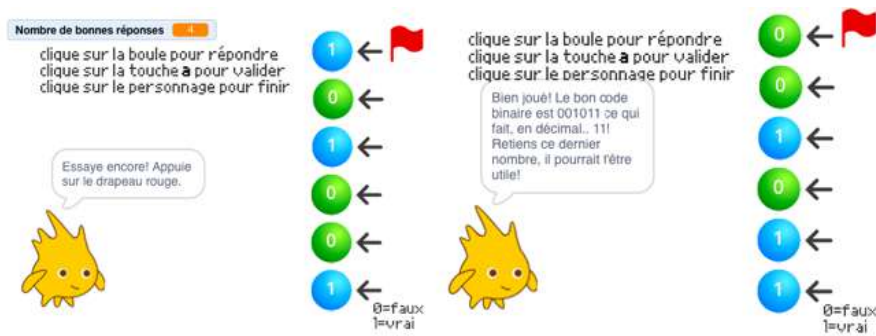 Nombre de bonnes réponses 4
clique sur la boule pour répondre
clique sur la touche a pour valider
clique sur le personnage pour finir
Essaye encore! Appuie
sur le drapeau rouge.
1
0
1
0
0
1
0=faux
1=vrai
clique sur la boule pour répondre
clique sur la touche a pour valider
clique sur le personnage pour finir
Bien joué! Le bon code
binaire est 001011 ce qui
fait, en décimal.. 11!
Retiens ce dernier
nombre, il pourrait t'être
utile!
0
0
1
0
1
1
0=faux
1=vrai